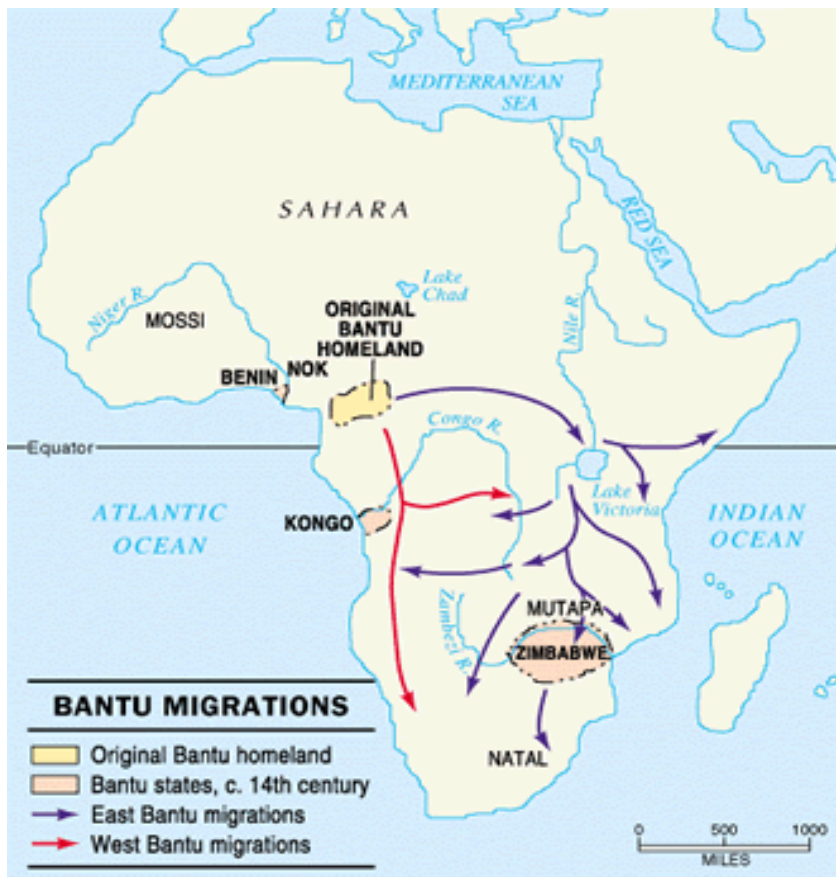 MEDITERRANEAN
SEA
SAHARA
RED SEA
Lake
Chad
Niger R.
MOSSI
ORIGINAL
BANTU
HOMELAND
Nile R.
NOK
BENIN
Congo R.
Equator
Lake
Victoria
ATLANTIC
OCEAN
KONGO
INDIAN
OCEAN
Zambezi R.
MUTAPA
ZIMBABWE
NATAL
BANTU MIGRATIONS
Original Bantu homeland
Bantu states, c. 14th century
East Bantu migrations
West Bantu migrations
0 500 1000
MILES